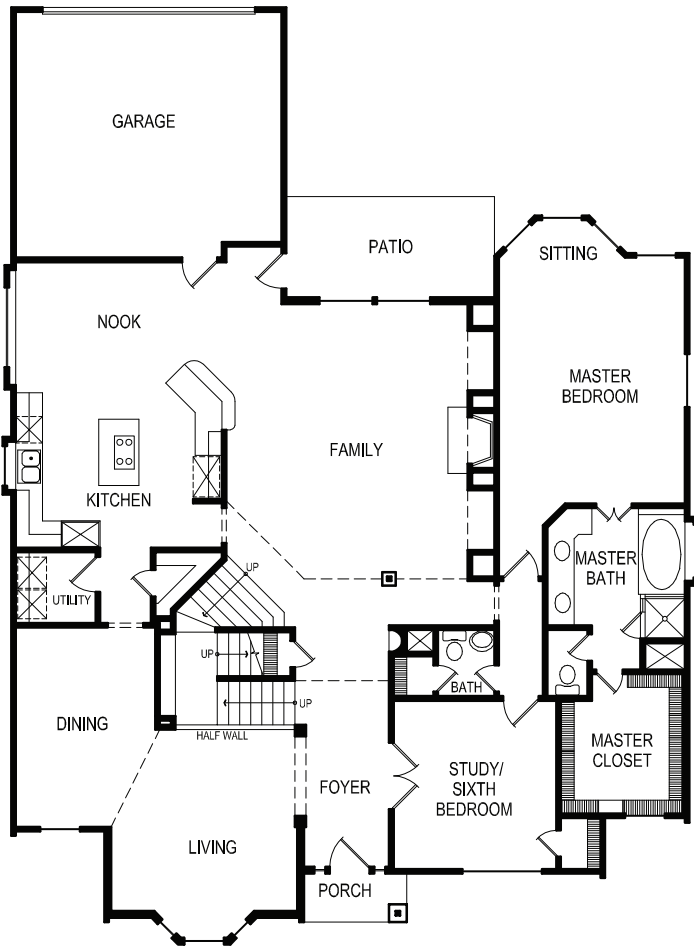 GARAGE
PATIO
SITTING
NOOK
MASTER
BEDROOM
FAMILY
KITCHEN
MASTER
BATH
UP
UTILITY
UP
BATH
UP
DINING
HALF WALL
MASTER
CLOSET
STUDY/
SIXTH
BEDROOM
FOYER
LIVING
PORCH